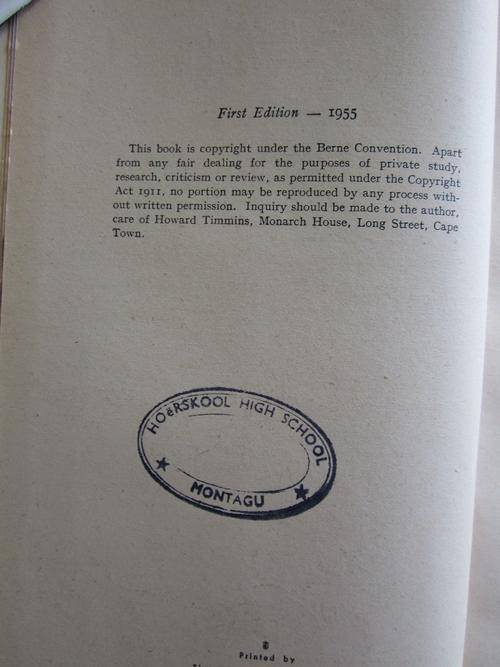 First Edition — 1955
This book is copyright under the Berne Convention. Apart
from any fair dealing for the purposes of private study,
research, criticism or review, as permitted under the Copyright
Act 1911, no portion may be reproduced by any process with-
out written permission. Inquiry should be made to the author,
care of Howard Timmins, Monarch House, Long Street, Cape
Town.
HOëRSKOOL HIGH SCHOOL
MONTAGU
Printed by